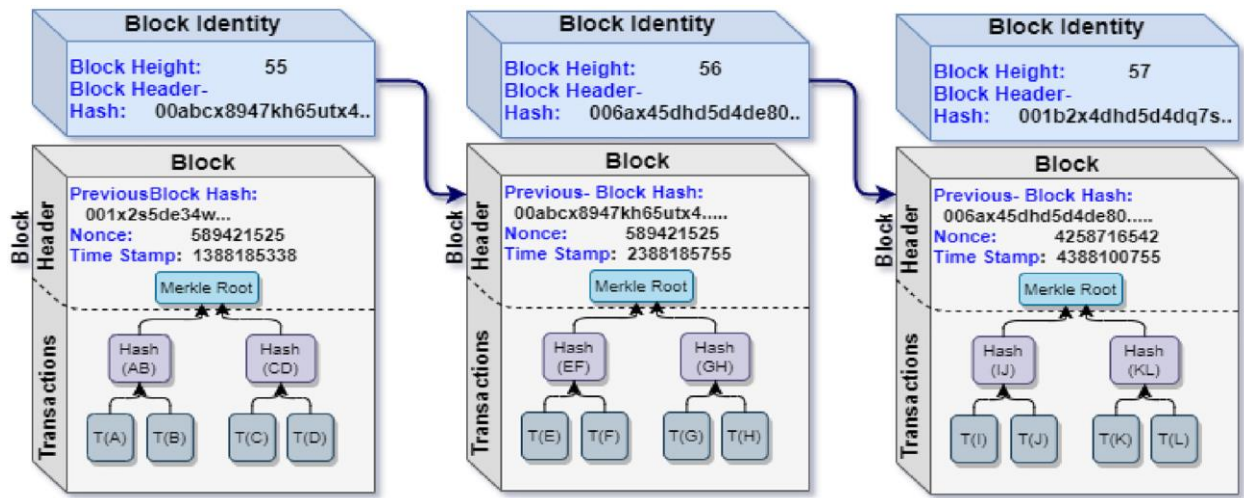 Block Identity
Block Height: 55
Block Header-
Hash: 00abcx8947kh65utx4..
Block
Block
Header
PreviousBlock Hash:
001x2s5de34w...
Nonce: 589421525
Time Stamp: 1388185338
Merkle Root
Transactions
Hash
(AB)
Hash
(CD)
T(A)
T(B)
T(C)
T(D)
Block Identity
Block Height: 56
Block Header-
Hash: 006ax45dhd5d4de80..
Block
Block
Header
Previous- Block Hash:
00abcx8947kh65utx4.....
Nonce: 589421525
Time Stamp: 2388185755
Merkle Root
Transactions
Hash
(EF)
Hash
(GH)
T(E)
T(F)
T(G)
T(H)
Block Identity
Block Height: 57
Block Header-
Hash: 001b2x4dhd5d4dq7s..
Block
Block
Header
Previous- Block Hash:
006ax45dhd5d4de80.....
Nonce: 4258716542
Time Stamp: 4388100755
Merkle Root
Transactions
Hash
(IJ)
Hash
(KL)
T(I)
T(J)
T(K)
T(L)